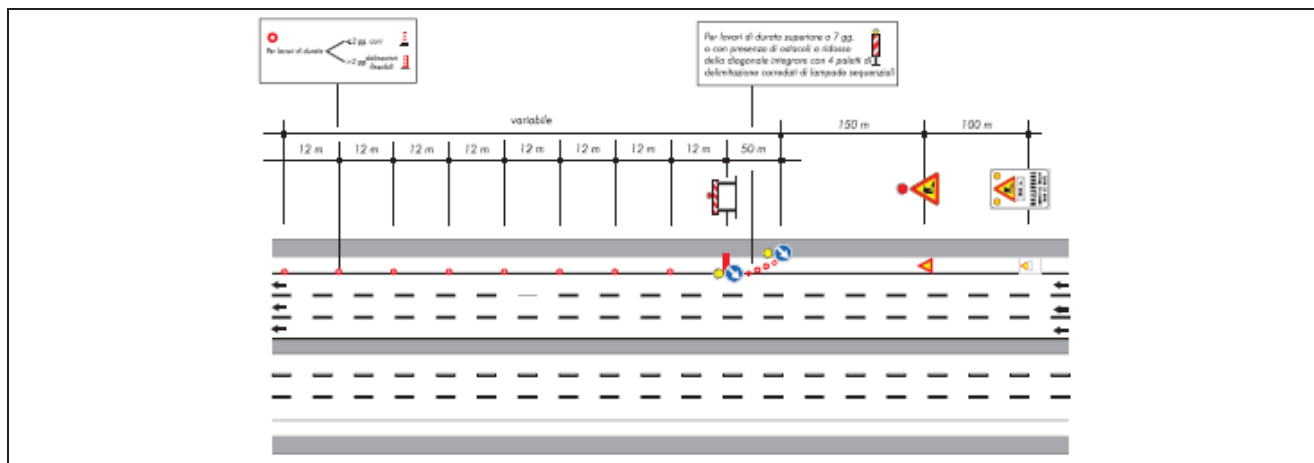 Per lavori di durata
<2 gg. coni
>2 gg delineatori
flessibili
Per lavori di durata superiore a 7 gg.
o con presenza di ostacoli a ridosso
della diagonale integrare con 4 paletti di
delimitazione corredati di lampade sequenziali
variabile
150 m
100 m
12 m
12 m
12 m
12 m
12 m
12 m
12 m
12 m
50 m